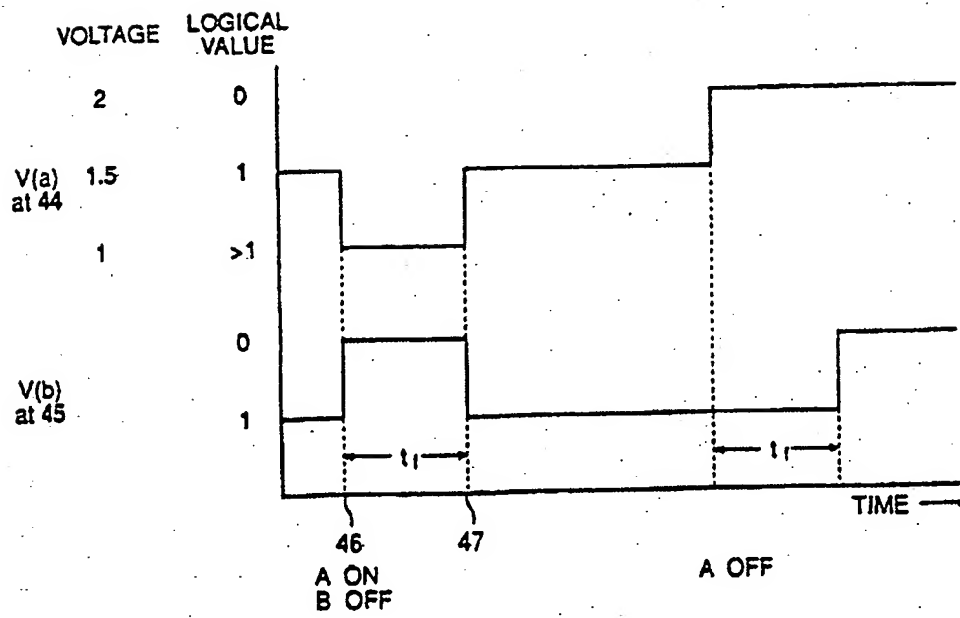 VOLTAGE LOGICAL VALUE
2 0
V(a) at 44 1.5 1
1 >1
0
V(b) at 45 1
t1 t1
TIME
46 47
A ON
B OFF
A OFF